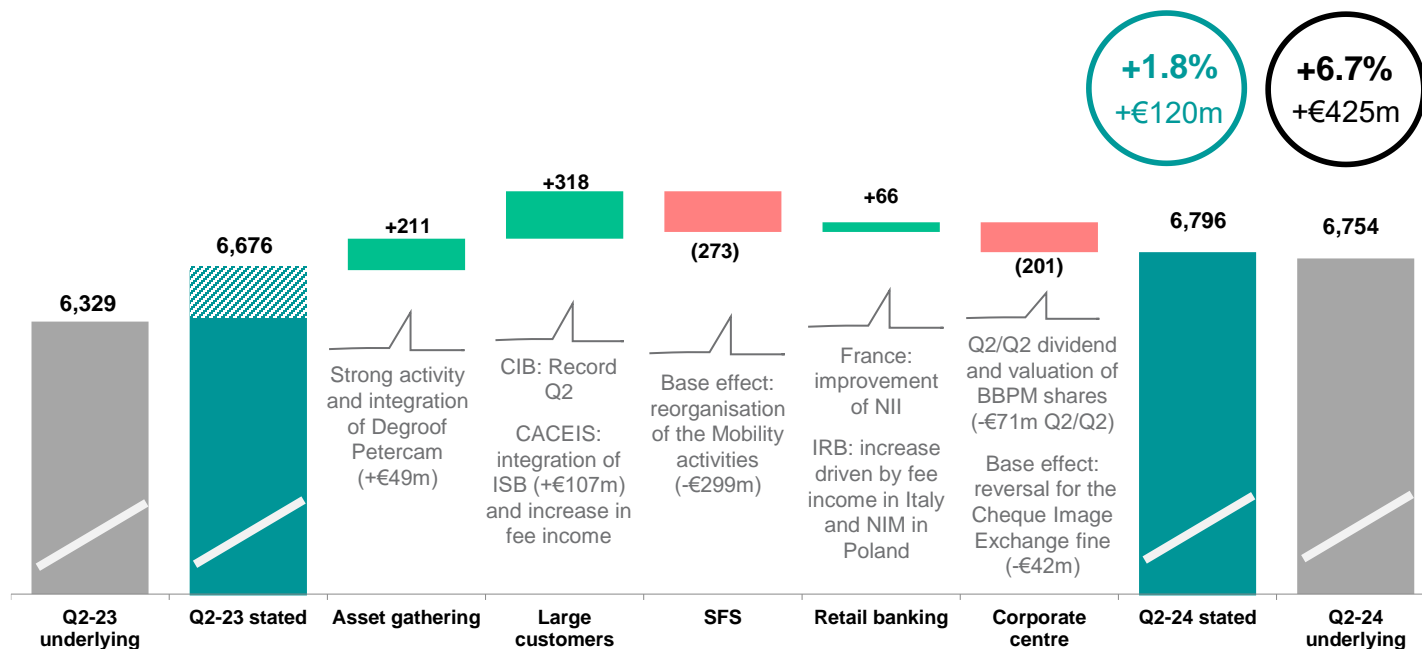 +1.8%
+€120m
+6.7%
+€425m
6,329
6,676
+211
+318
(273)
+66
(201)
6,796
6,754
Strong activity
and integration
of Degroof
Petercam
(+€49m)
CIB: Record
Q2
CACEIS:
integration of
ISB (+€107m)
and increase in
fee income
Base effect:
reorganisation
of the Mobility
activities
(-€299m)
France:
improvement
of NII
IRB: increase
driven by fee
income in Italy
and NIM in
Poland
Q2/Q2 dividend
and valuation of
BBPM shares
(-€71m Q2/Q2)
Base effect:
reversal for the
Cheque Image
Exchange fine
(-€42m)
Q2-23
underlying
Q2-23 stated
Asset gathering
Large
customers
SFS
Retail banking
Corporate
centre
Q2-24 stated
Q2-24
underlying